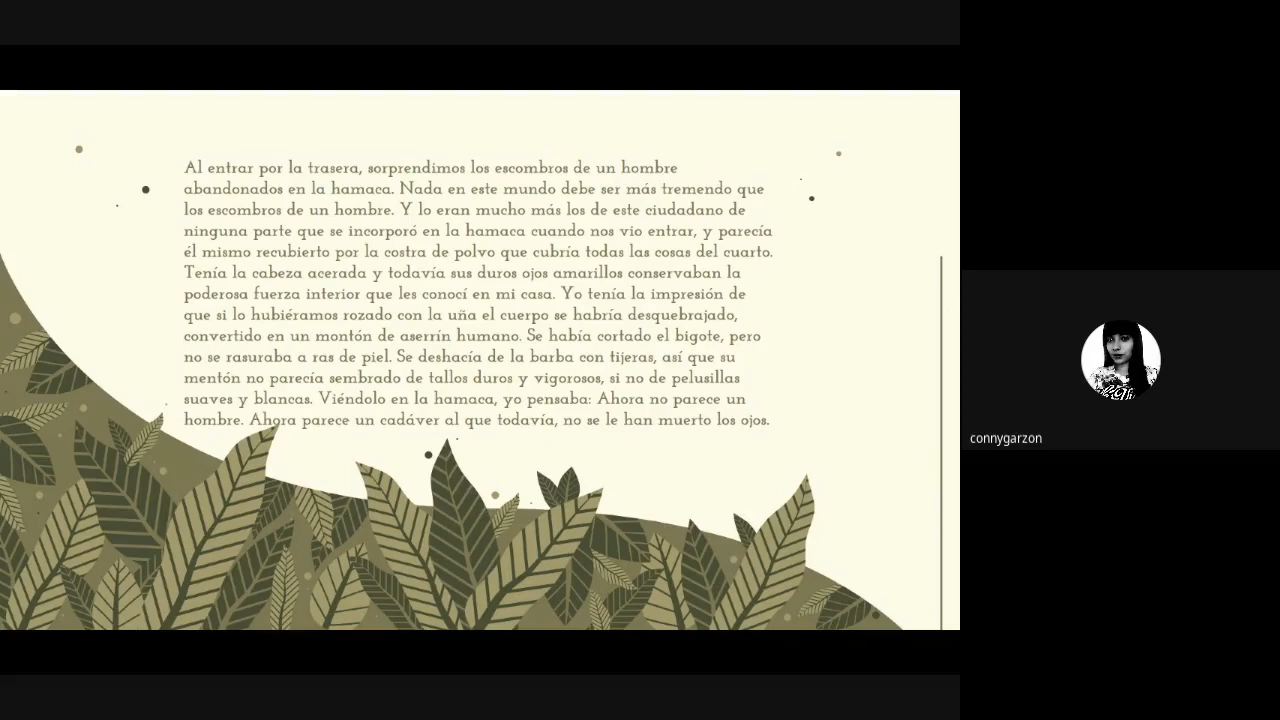 Al entrar por la trasera, sorprendimos los escombros de un hombre
abandonados en la hamaca. Nada en este mundo debe ser más tremendo que
los escombros de un hombre. Y lo eran mucho más los de este ciudadano de
ninguna parte que se incorporó en la hamaca cuando nos vio entrar, y parecía
él mismo recubierto por la costra de polvo que cubría todas las cosas del cuarto.
Tenía la cabeza acerada y todavía sus duros ojos amarillos conservaban la
poderosa fuerza interior que les conocí en mi casa. Yo tenía la impresión de
que si lo hubiéramos rozado con la uña el cuerpo se habría desquebrajado,
convertido en un montón de aserrín humano. Se había cortado el bigote, pero
no se rasuraba a ras de piel. Se deshacía de la barba con tijeras, así que su
mentón no parecía sembrado de tallos duros y vigorosos, si no de pelusillas
suaves y blancas. Viéndolo en la hamaca, yo pensaba: Ahora no parece un
hombre. Ahora parece un cadáver al que todavía, no se le han muerto los ojos.
connygarzon